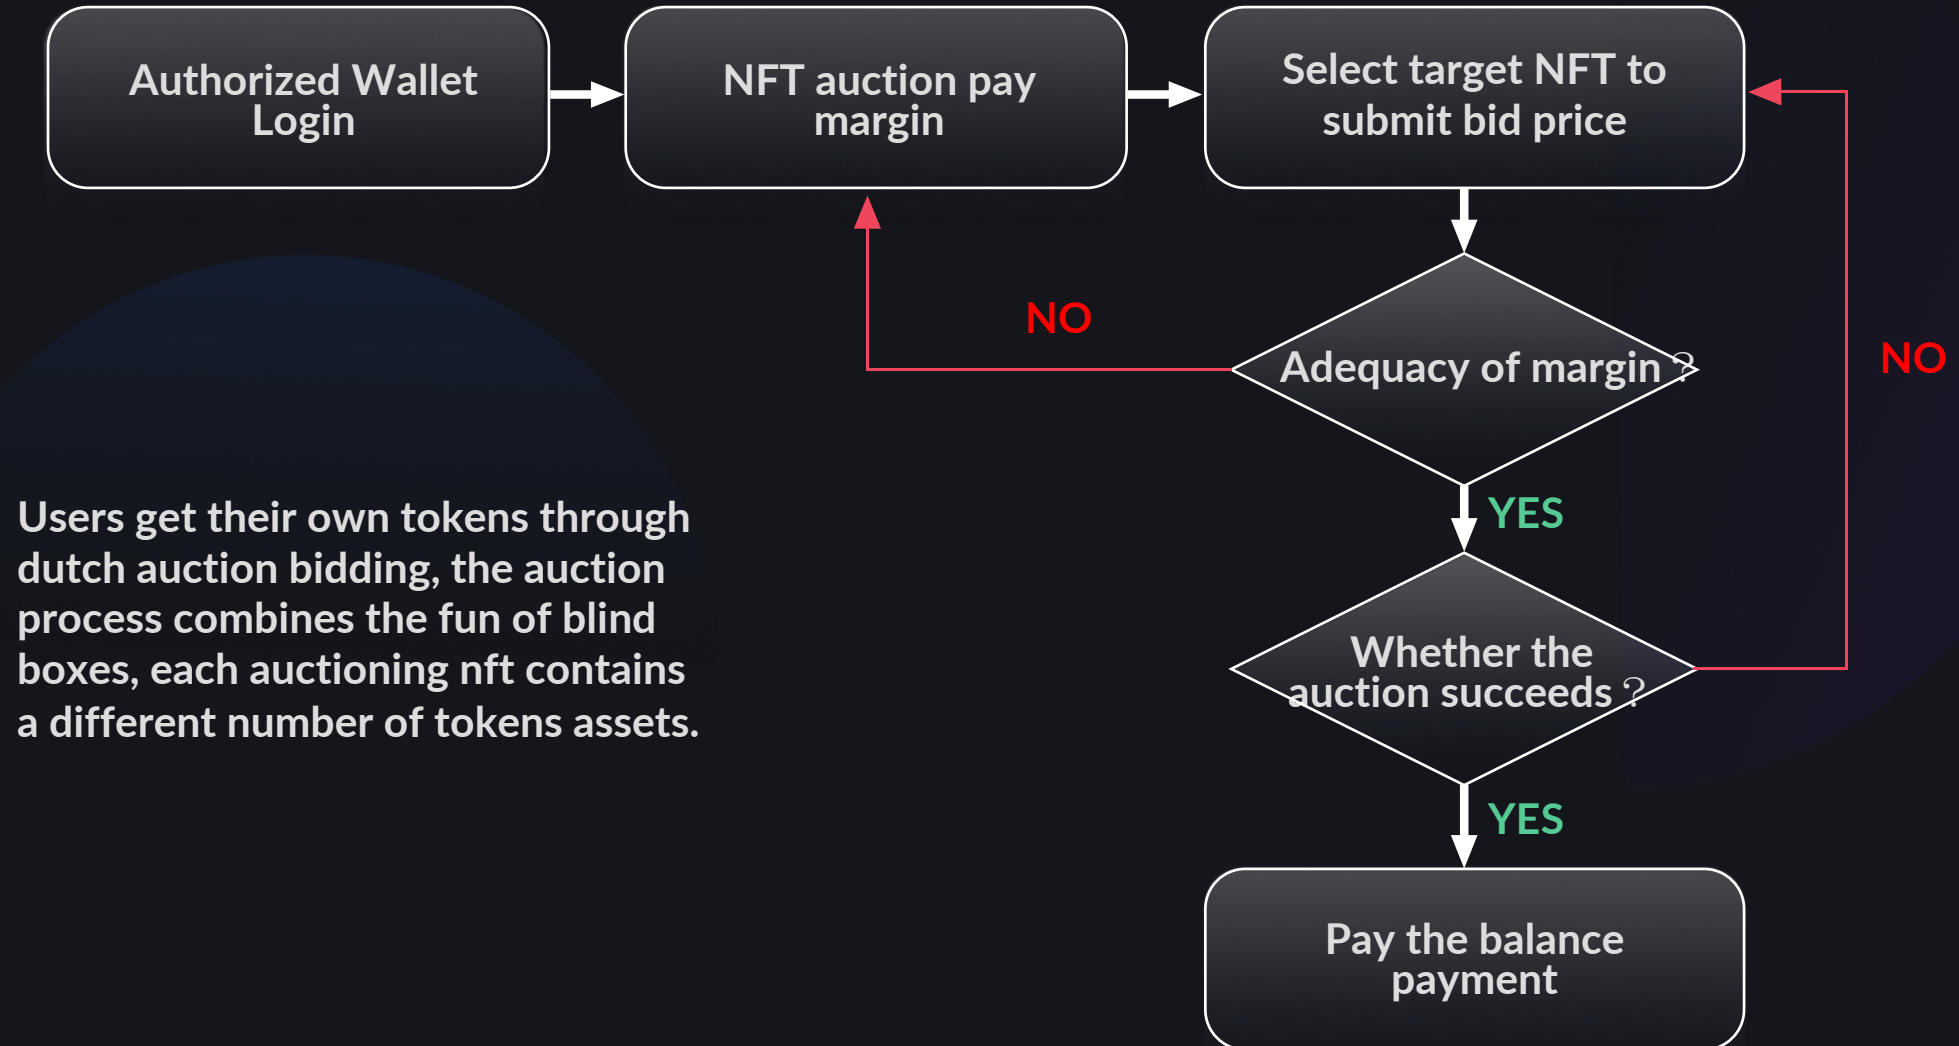 Authorized Wallet
Login
NFT auction pay
margin
Select target NFT to
submit bid price
NO
Adequacy of margin？
NO
YES
Users get their own tokens through
dutch auction bidding, the auction
process combines the fun of blind
boxes, each auctioning nft contains
a different number of tokens assets.
Whether the
auction succeeds？
YES
Pay the balance
payment